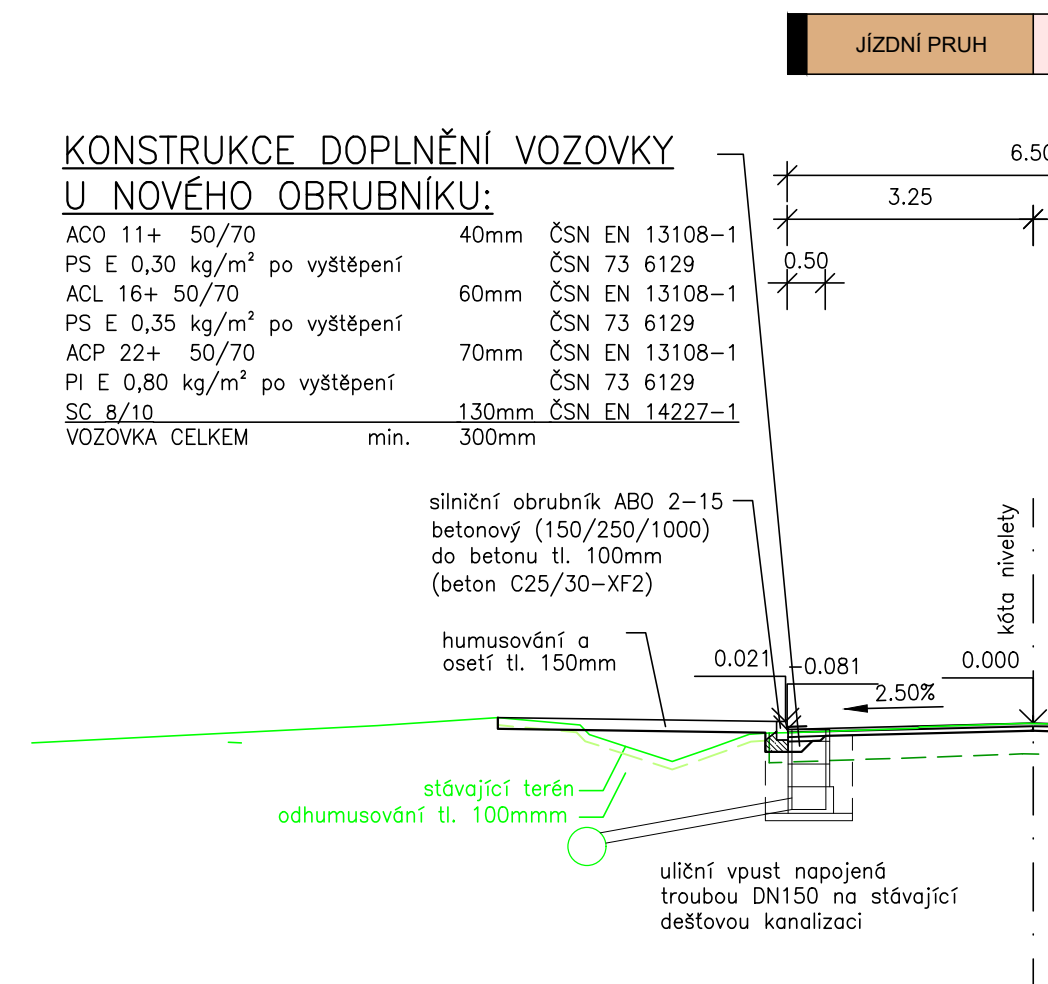 JÍZDNÍ PRUH
KONSTRUKCE DOPLNĚNÍ VOZOVKY
U NOVÉHO OBRUBNÍKU:
ACO 11+ 50/70 40mm ČSN EN 13108-1
PS E 0,30 kg/m² po vyštěpení ČSN 73 6129
ACL 16+ 50/70 60mm ČSN EN 13108-1
PS E 0,35 kg/m² po vyštěpení ČSN 73 6129
ACP 22+ 50/70 70mm ČSN EN 13108-1
PI E 0,80 kg/m² po vyštěpení ČSN 73 6129
SC 8/10 130mm ČSN EN 14227-1
VOZOVKA CELKEM min. 300mm
6.50
3.25
0.50
silniční obrubník ABO 2-15
betonový (150/250/1000)
do betonu tl. 100mm
(beton C25/30-XF2)
kóta nivelety
humusování a
osetí tl. 150mm
0.021
-0.081
0.000
2.50%
stávající terén
odhumusování tl. 100mmm
uliční vpust napojená
troubou DN150 na stávající
dešťovou kanalizaci